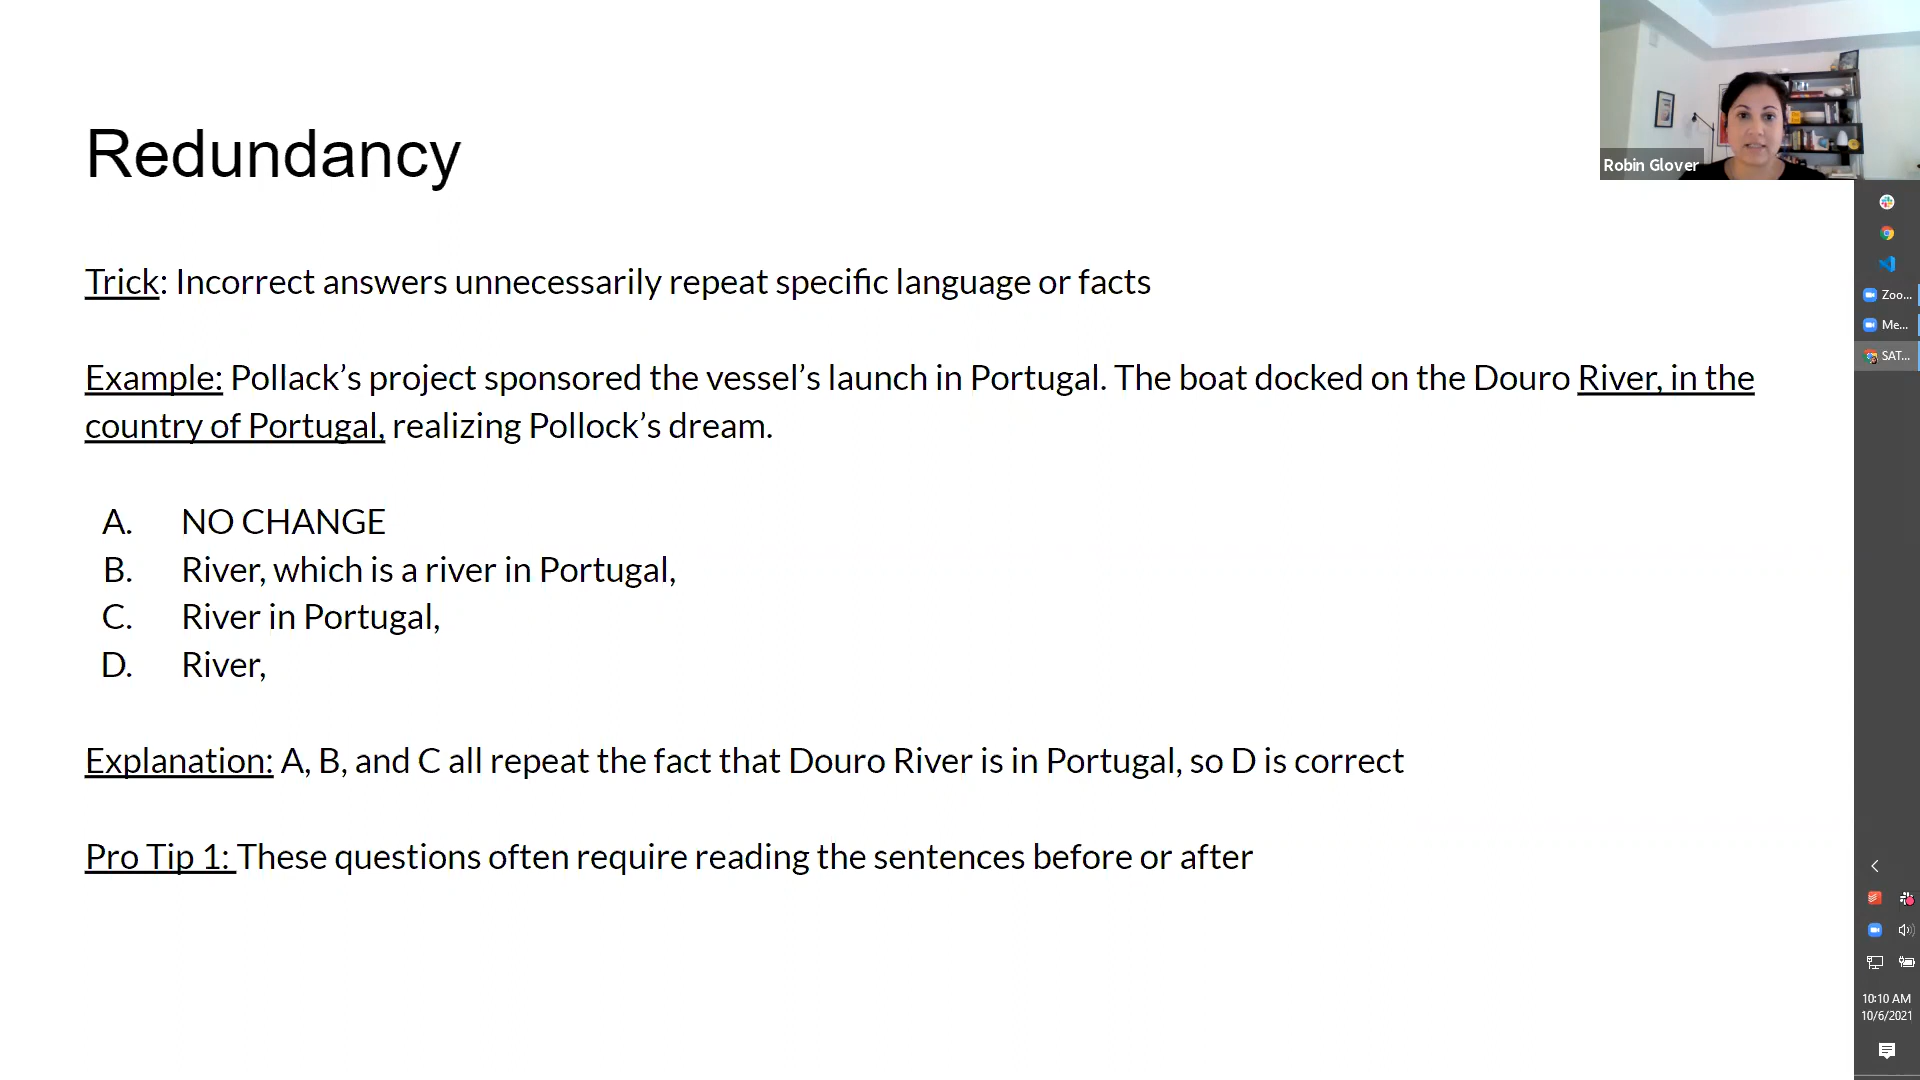 Redundancy
Robin Glover
Trick: Incorrect answers unnecessarily repeat specific language or facts
Zoo...
Me...
SAT...
Example: Pollack’s project sponsored the vessel’s launch in Portugal. The boat docked on the Douro River, in the
country of Portugal, realizing Pollock’s dream.
A. NO CHANGE
B. River, which is a river in Portugal,
C. River in Portugal,
D. River,
Explanation: A, B, and C all repeat the fact that Douro River is in Portugal, so D is correct
Pro Tip 1: These questions often require reading the sentences before or after
10:10 AM
10/6/2021